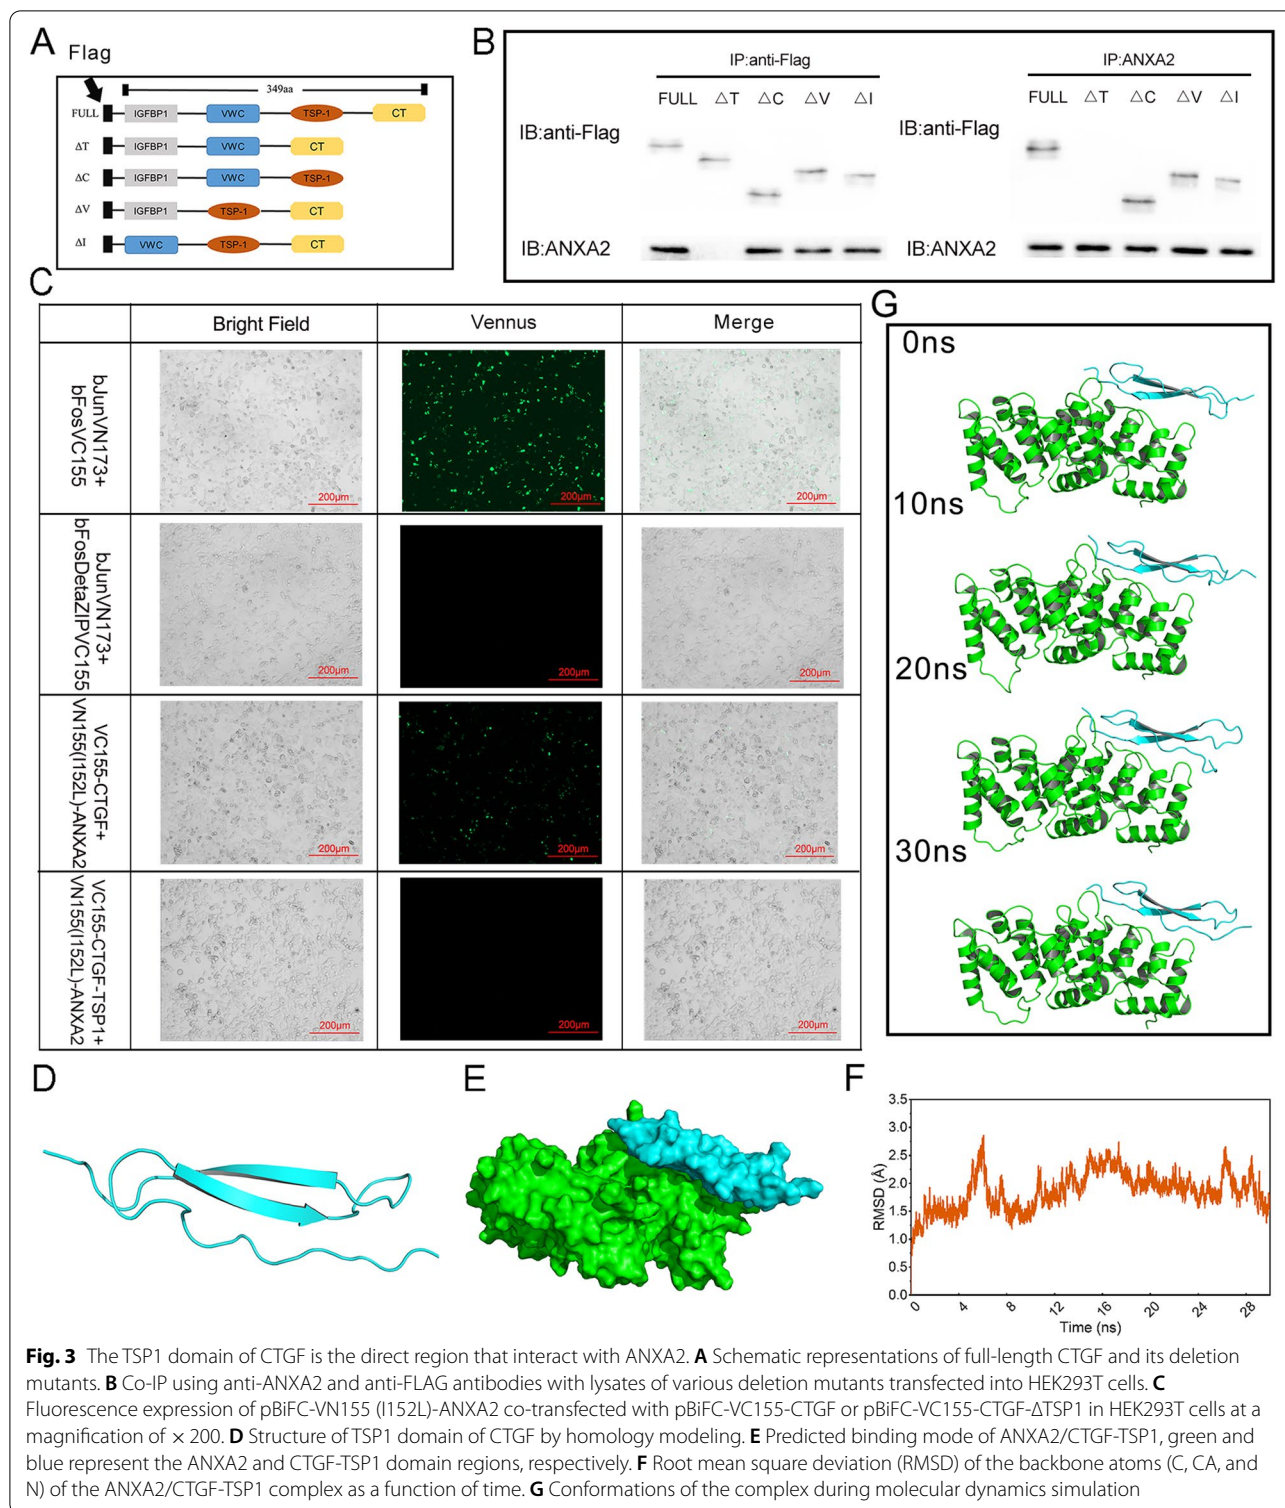 A
Flag
349aa
FULL IGFBP1 VWC TSP-1 CT
ΔT IGFBP1 VWC CT
ΔC IGFBP1 VWC TSP-1
ΔV IGFBP1 TSP-1 CT
ΔI VWC TSP-1 CT
B
IP:anti-Flag
FULL △T △C △V △I
IB:anti-Flag
IB:ANXA2
IP:ANXA2
FULL △T △C △V △I
IB:anti-Flag
IB:ANXA2
C
Bright Field Vennus Merge
bJunVN173+
bFosVC155
200μm 200μm 200μm
bJunVN173+
bFosDetaZIPVC155
200μm 200μm 200μm
VC155-CTGF+
VN155(I152L)-ANXA2
200μm 200μm 200μm
VC155-CTGF-TSP1+
VN155(I152L)-ANXA2
200μm 200μm 200μm
G
0ns
10ns
20ns
30ns
D
E
F
3.5
3.0
2.5
2.0
1.5
1.0
0.5
0.0
RMSD (Å)
0 4 8 12 16 20 24 28
Time (ns)
Fig. 3 The TSP1 domain of CTGF is the direct region that interact with ANXA2. A Schematic representations of full-length CTGF and its deletion
mutants. B Co-IP using anti-ANXA2 and anti-FLAG antibodies with lysates of various deletion mutants transfected into HEK293T cells. C
Fluorescence expression of pBiFC-VN155 (I152L)-ANXA2 co-transfected with pBiFC-VC155-CTGF or pBiFC-VC155-CTGF-ΔTSP1 in HEK293T cells at a
magnification of × 200. D Structure of TSP1 domain of CTGF by homology modeling. E Predicted binding mode of ANXA2/CTGF-TSP1, green and
blue represent the ANXA2 and CTGF-TSP1 domain regions, respectively. F Root mean square deviation (RMSD) of the backbone atoms (C, CA, and
N) of the ANXA2/CTGF-TSP1 complex as a function of time. G Conformations of the complex during molecular dynamics simulation